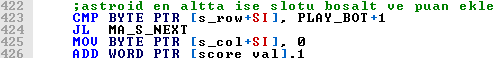 422 ;astroid en altta ise slotu bosalt ve puan ekle
423 CMP BYTE PTR [s_row+SI], PLAY_BOT+1
424 JL MA_S_NEXT
425 MOV BYTE PTR [s_col+SI], 0
426 ADD WORD PTR [score_val],1